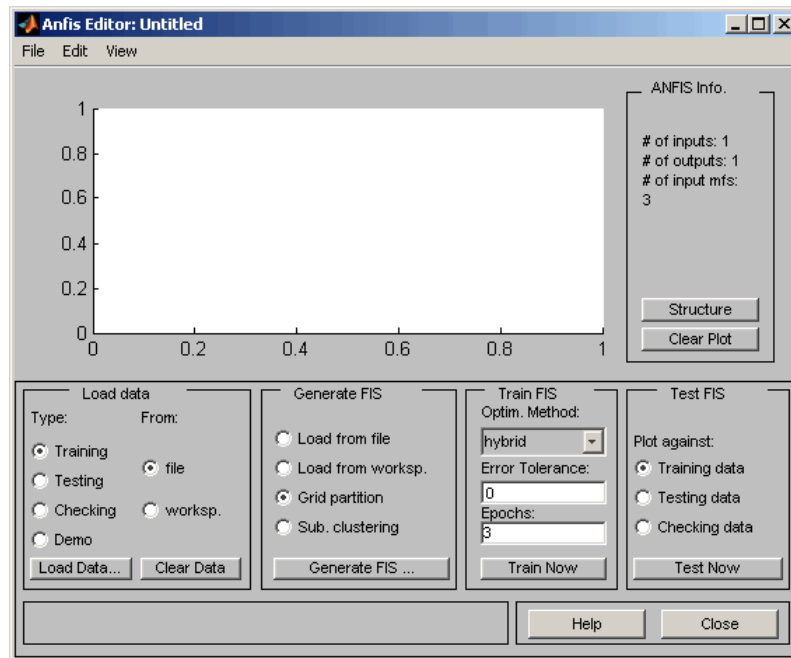 Anfis Editor: Untitled
File Edit View
1
0.8
0.6
0.4
0.2
0
0 0.2 0.4 0.6 0.8 1
ANFIS Info.
# of inputs: 1
# of outputs: 1
# of input mfs:
3
Structure
Clear Plot
Load data
Type: From:
Training
file
Testing
Checking
worksp.
Demo
Load Data... Clear Data
Generate FIS
Load from file
Load from worksp.
Grid partition
Sub. clustering
Generate FIS ...
Train FIS
Optim. Method:
hybrid
Error Tolerance:
0
Epochs:
3
Train Now
Test FIS
Plot against:
Training data
Testing data
Checking data
Test Now
Help Close